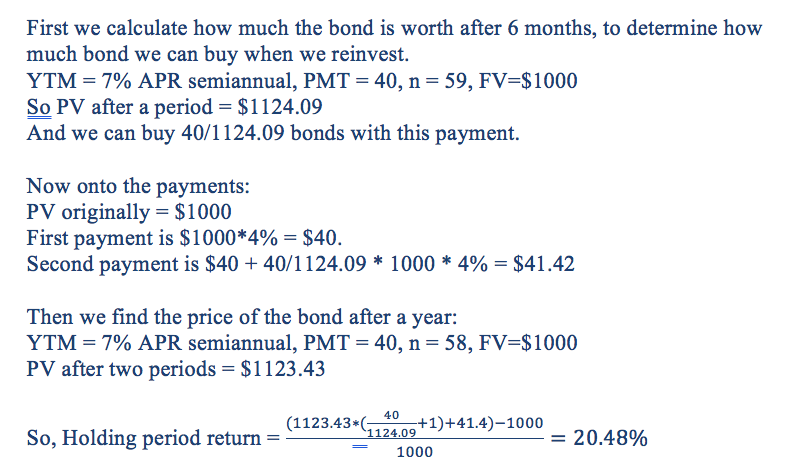 First we calculate how much the bond is worth after 6 months, to determine how
much bond we can buy when we reinvest.
YTM = 7% APR semiannual, PMT = 40, n = 59, FV=$1000
So PV after a period = $1124.09
And we can buy 40/1124.09 bonds with this payment.
Now onto the payments:
PV originally = $1000
First payment is $1000*4% = $40.
Second payment is $40 + 40/1124.09 * 1000 * 4% = $41.42
Then we find the price of the bond after a year:
YTM = 7% APR semiannual, PMT = 40, n = 58, FV=$1000
PV after two periods = $1123.43
So, Holding period return = (1123.43*(40/1124.09+1)+41.4)−1000 / 1000 = 20.48%